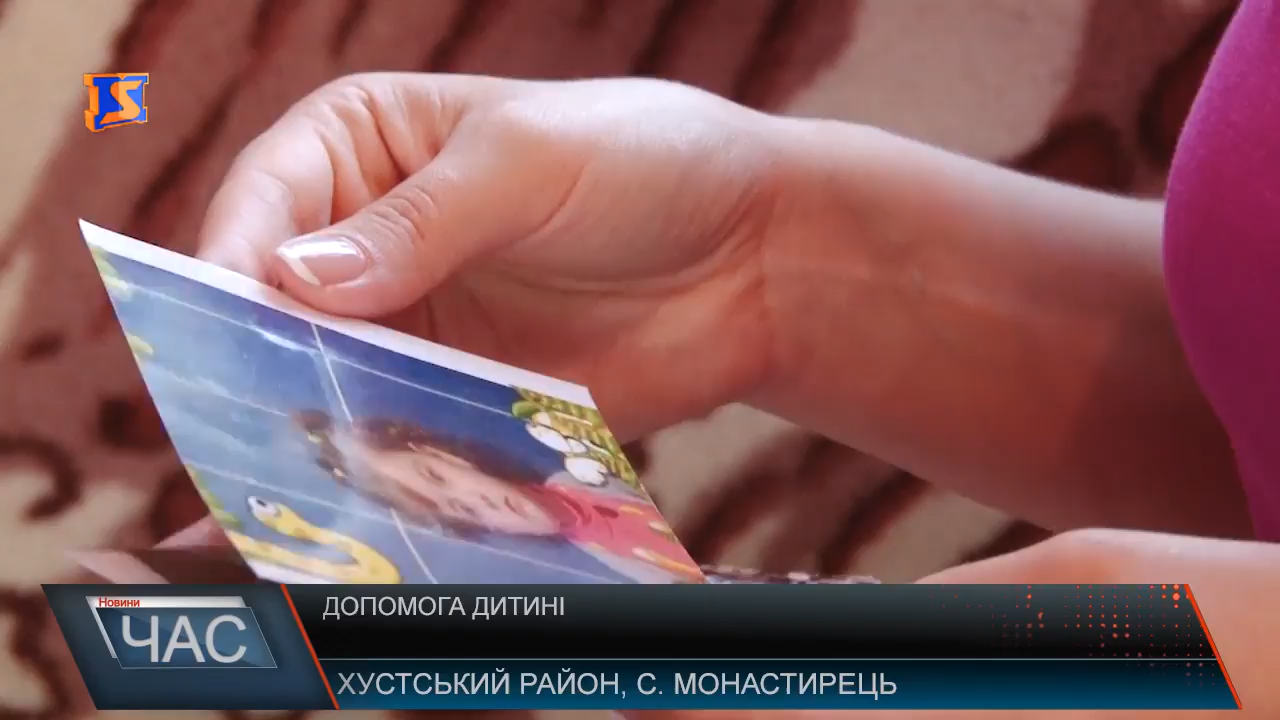 Новини
ЧАС
ДОПОМОГА ДИТИНІ
ХУСТСЬКИЙ РАЙОН, С. МОНАСТИРЕЦЬ